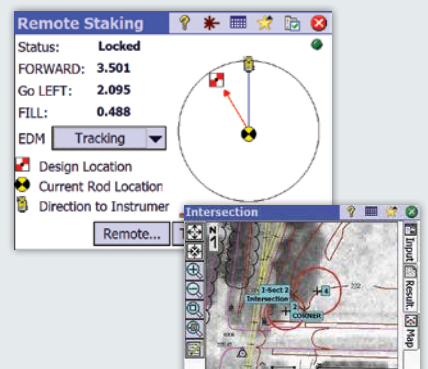 Remote Staking
Status: Locked
FORWARD: 3.501
Go LEFT: 2.095
FILL: 0.488
EDM Tracking
Design Location
Current Rod Location
Direction to Instrumer
Remote...
Intersection
N
1
Input
Result.
Map
I-Sect 2
Intersection
2
CORNER
4